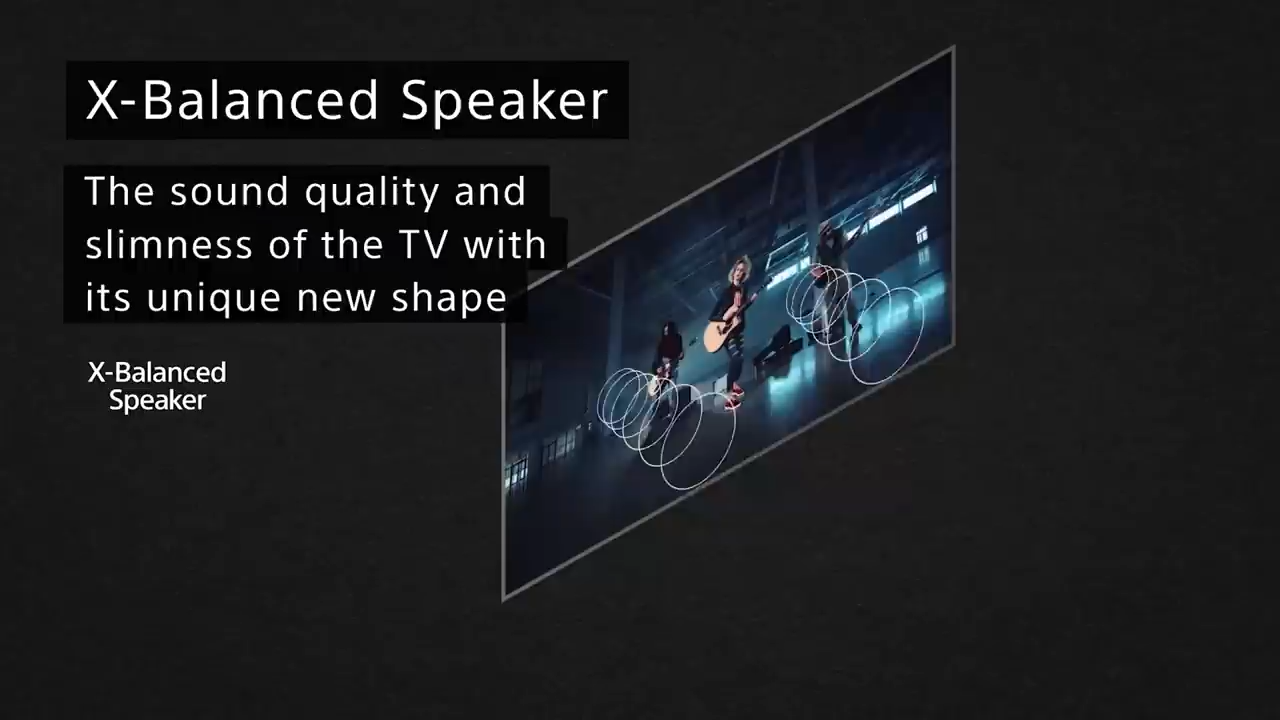 X-Balanced Speaker
The sound quality and
slimness of the TV with
its unique new shape
X-Balanced
Speaker